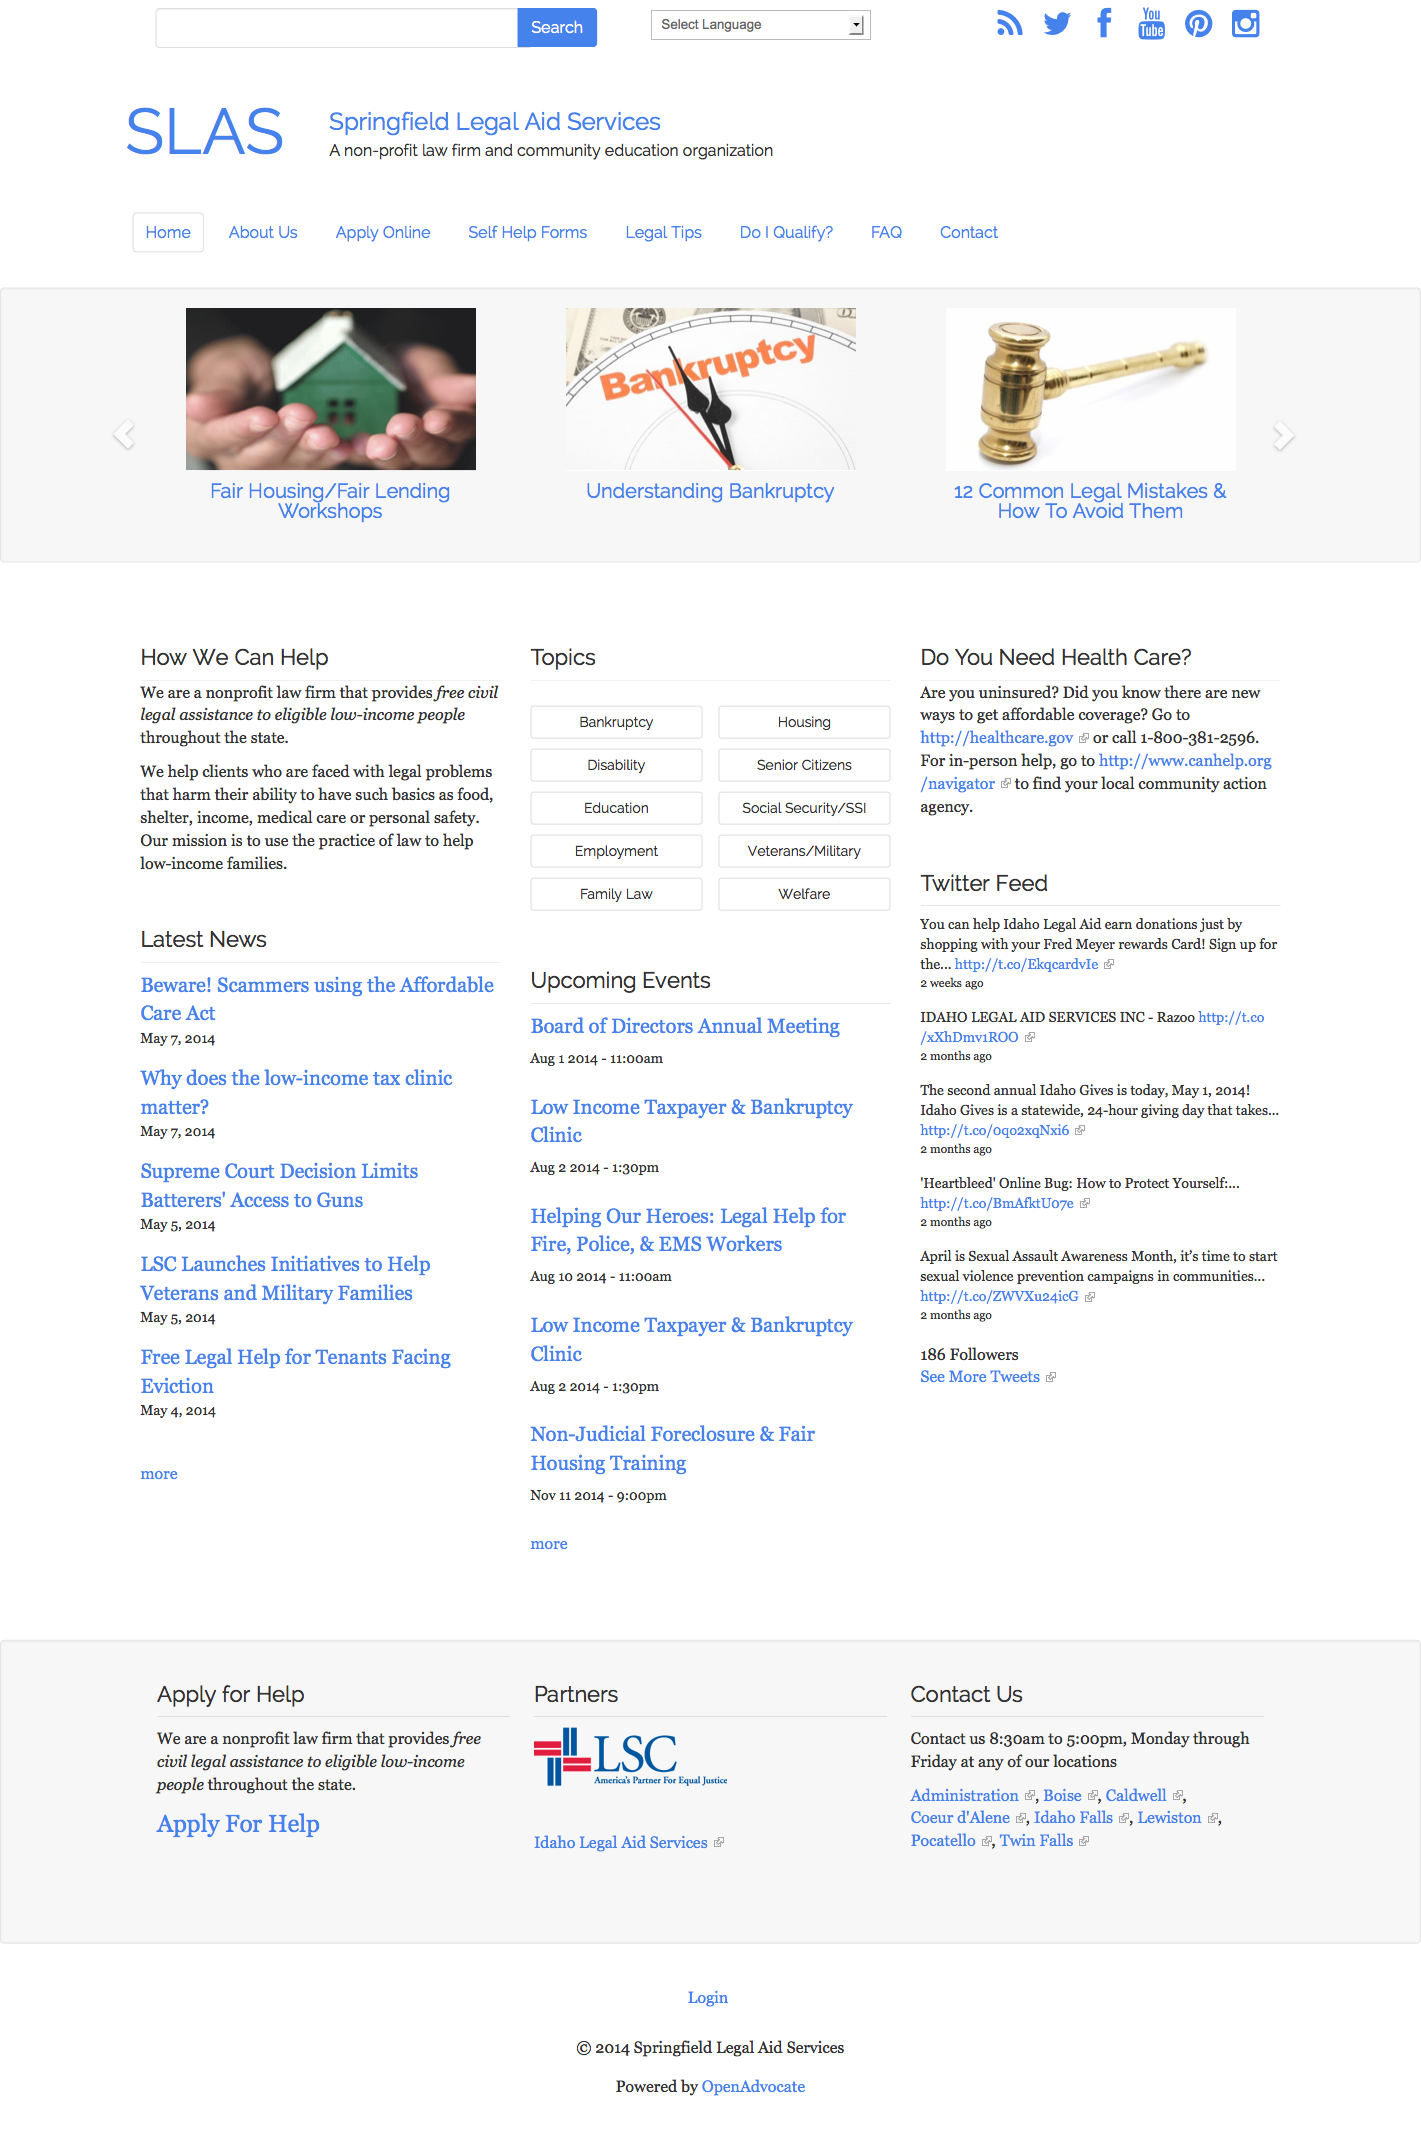 Search
Select Language
You
Tube
SLAS
Springfield Legal Aid Services
A non-profit law firm and community education organization
Home
About Us
Apply Online
Self Help Forms
Legal Tips
Do I Qualify?
FAQ
Contact
Bankruptcy
Fair Housing/Fair Lending
Workshops
Understanding Bankruptcy
12 Common Legal Mistakes &
How To Avoid Them
How We Can Help
We are a nonprofit law firm that provides free civil
legal assistance to eligible low-income people
throughout the state.
We help clients who are faced with legal problems
that harm their ability to have such basics as food,
shelter, income, medical care or personal safety.
Our mission is to use the practice of law to help
low-income families.
Latest News
Beware! Scammers using the Affordable
Care Act
May 7, 2014
Why does the low-income tax clinic
matter?
May 7, 2014
Supreme Court Decision Limits
Batterers' Access to Guns
May 5, 2014
LSC Launches Initiatives to Help
Veterans and Military Families
May 5, 2014
Free Legal Help for Tenants Facing
Eviction
May 4, 2014
more
Topics
Bankruptcy
Housing
Disability
Senior Citizens
Education
Social Security/SSI
Employment
Veterans/Military
Family Law
Welfare
Upcoming Events
Board of Directors Annual Meeting
Aug 1 2014 - 11:00am
Low Income Taxpayer & Bankruptcy
Clinic
Aug 2 2014 - 1:30pm
Helping Our Heroes: Legal Help for
Fire, Police, & EMS Workers
Aug 10 2014 - 11:00am
Low Income Taxpayer & Bankruptcy
Clinic
Aug 2 2014 - 1:30pm
Non-Judicial Foreclosure & Fair
Housing Training
Nov 11 2014 - 9:00pm
more
Do You Need Health Care?
Are you uninsured? Did you know there are new
ways to get affordable coverage? Go to
http://healthcare.gov or call 1-800-381-2596.
For in-person help, go to http://www.canhelp.org
/navigator to find your local community action
agency.
Twitter Feed
You can help Idaho Legal Aid earn donations just by
shopping with your Fred Meyer rewards Card! Sign up for
the... http://t.co/EkqcardvIe
2 weeks ago
IDAHO LEGAL AID SERVICES INC - Razoo http://t.co
/xXhDmv1ROO
2 months ago
The second annual Idaho Gives is today, May 1, 2014!
Idaho Gives is a statewide, 24-hour giving day that takes...
http://t.co/0qo2xqNxi6
2 months ago
'Heartbleed' Online Bug: How to Protect Yourself:...
http://t.co/BmAfktU07e
2 months ago
April is Sexual Assault Awareness Month, it's time to start
sexual violence prevention campaigns in communities...
http://t.co/ZWVXu24icG
2 months ago
186 Followers
See More Tweets
Apply for Help
We are a nonprofit law firm that provides free
civil legal assistance to eligible low-income
people throughout the state.
Apply For Help
Partners
LSC
America's Partner For Equal Justice
Idaho Legal Aid Services
Contact Us
Contact us 8:30am to 5:00pm, Monday through
Friday at any of our locations
Administration, Boise, Caldwell,
Coeur d'Alene, Idaho Falls, Lewiston,
Pocatello, Twin Falls
Login
© 2014 Springfield Legal Aid Services
Powered by OpenAdvocate